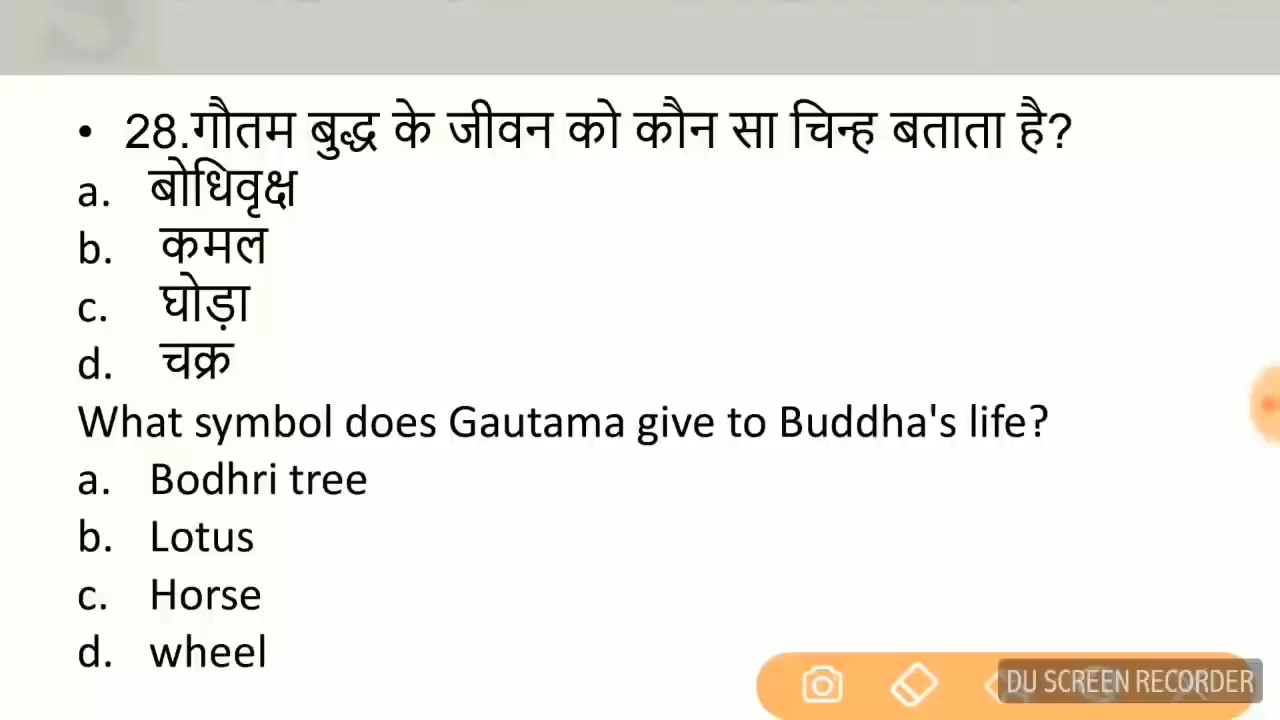 • 28.गौतम बुद्ध के जीवन को कौन सा चिन्ह बताता है?
a. बोधिवृक्ष
b. कमल
c. घोड़ा
d. चक्र
What symbol does Gautama give to Buddha's life?
a. Bodhri tree
b. Lotus
c. Horse
d. wheel
DU SCREEN RECORDER